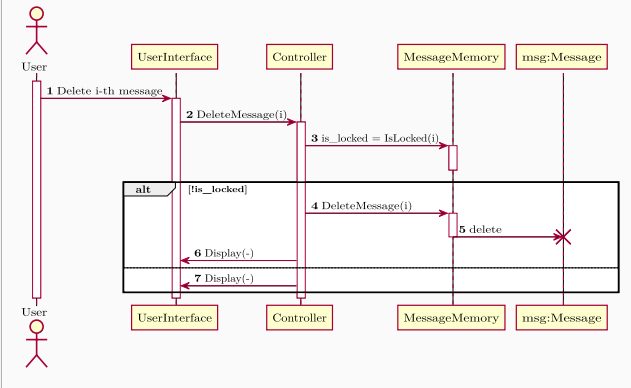 User
UserInterface
Controller
MessageMemory
msg:Message
1 Delete i-th message
2 DeleteMessage(i)
3 is_locked = IsLocked(i)
alt
[!is_locked]
4 DeleteMessage(i)
5 delete
6 Display(-)
7 Display(-)
User
UserInterface
Controller
MessageMemory
msg:Message